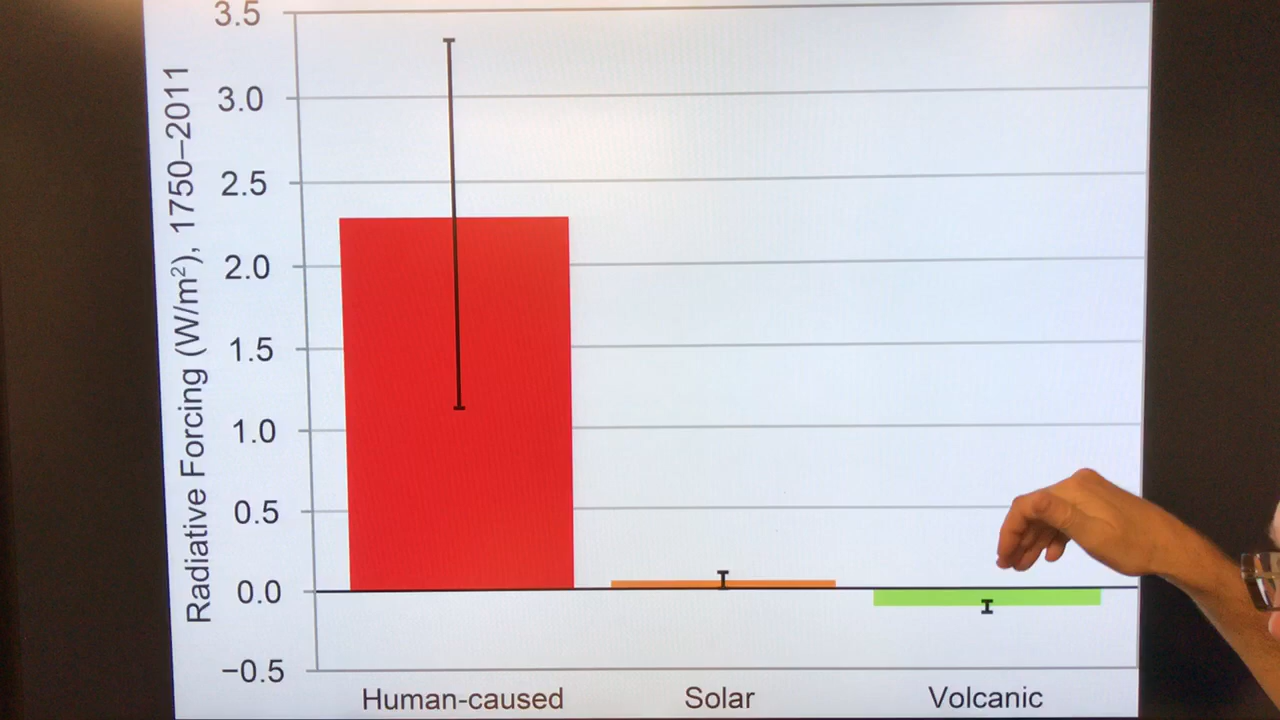 Radiative Forcing (W/m²), 1750–2011
3.5
3.0
2.5
2.0
1.5
1.0
0.5
0.0
−0.5
Human-caused
Solar
Volcanic